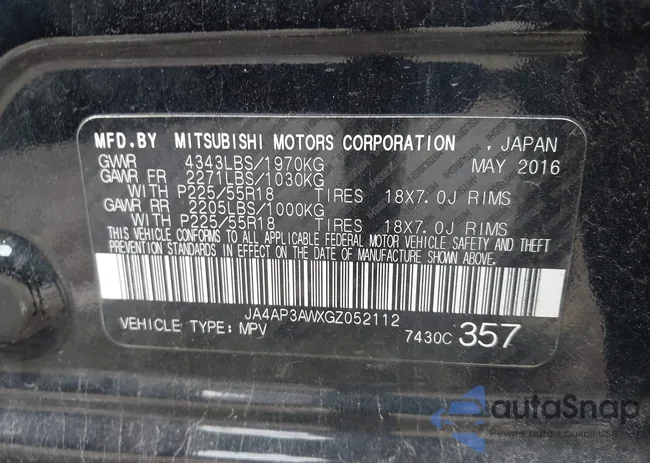 MFD.BY MITSUBISHI MOTORS CORPORATION , JAPAN
GWR 4343LBS/1970KG MAY 2016
GAWR FR 2271LBS/1030KG
WITH P225/55R18 TIRES 18X7.0J RIMS
GAWR RR 2205LBS/1000KG
WITH P225/55R18 TIRES 18X7.0J RIMS
THIS VEHICLE CONFORMS TO ALL APPLICABLE FEDERAL MOTOR VEHICLE SAFETY AND THEFT
PREVENTION STANDARDS IN EFFECT ON THE DATE OF MANUFACTURE SHOWN ABOVE.
JA4AP3AWXGZ052112
VEHICLE TYPE: MPV 7430C 357
autoSnap